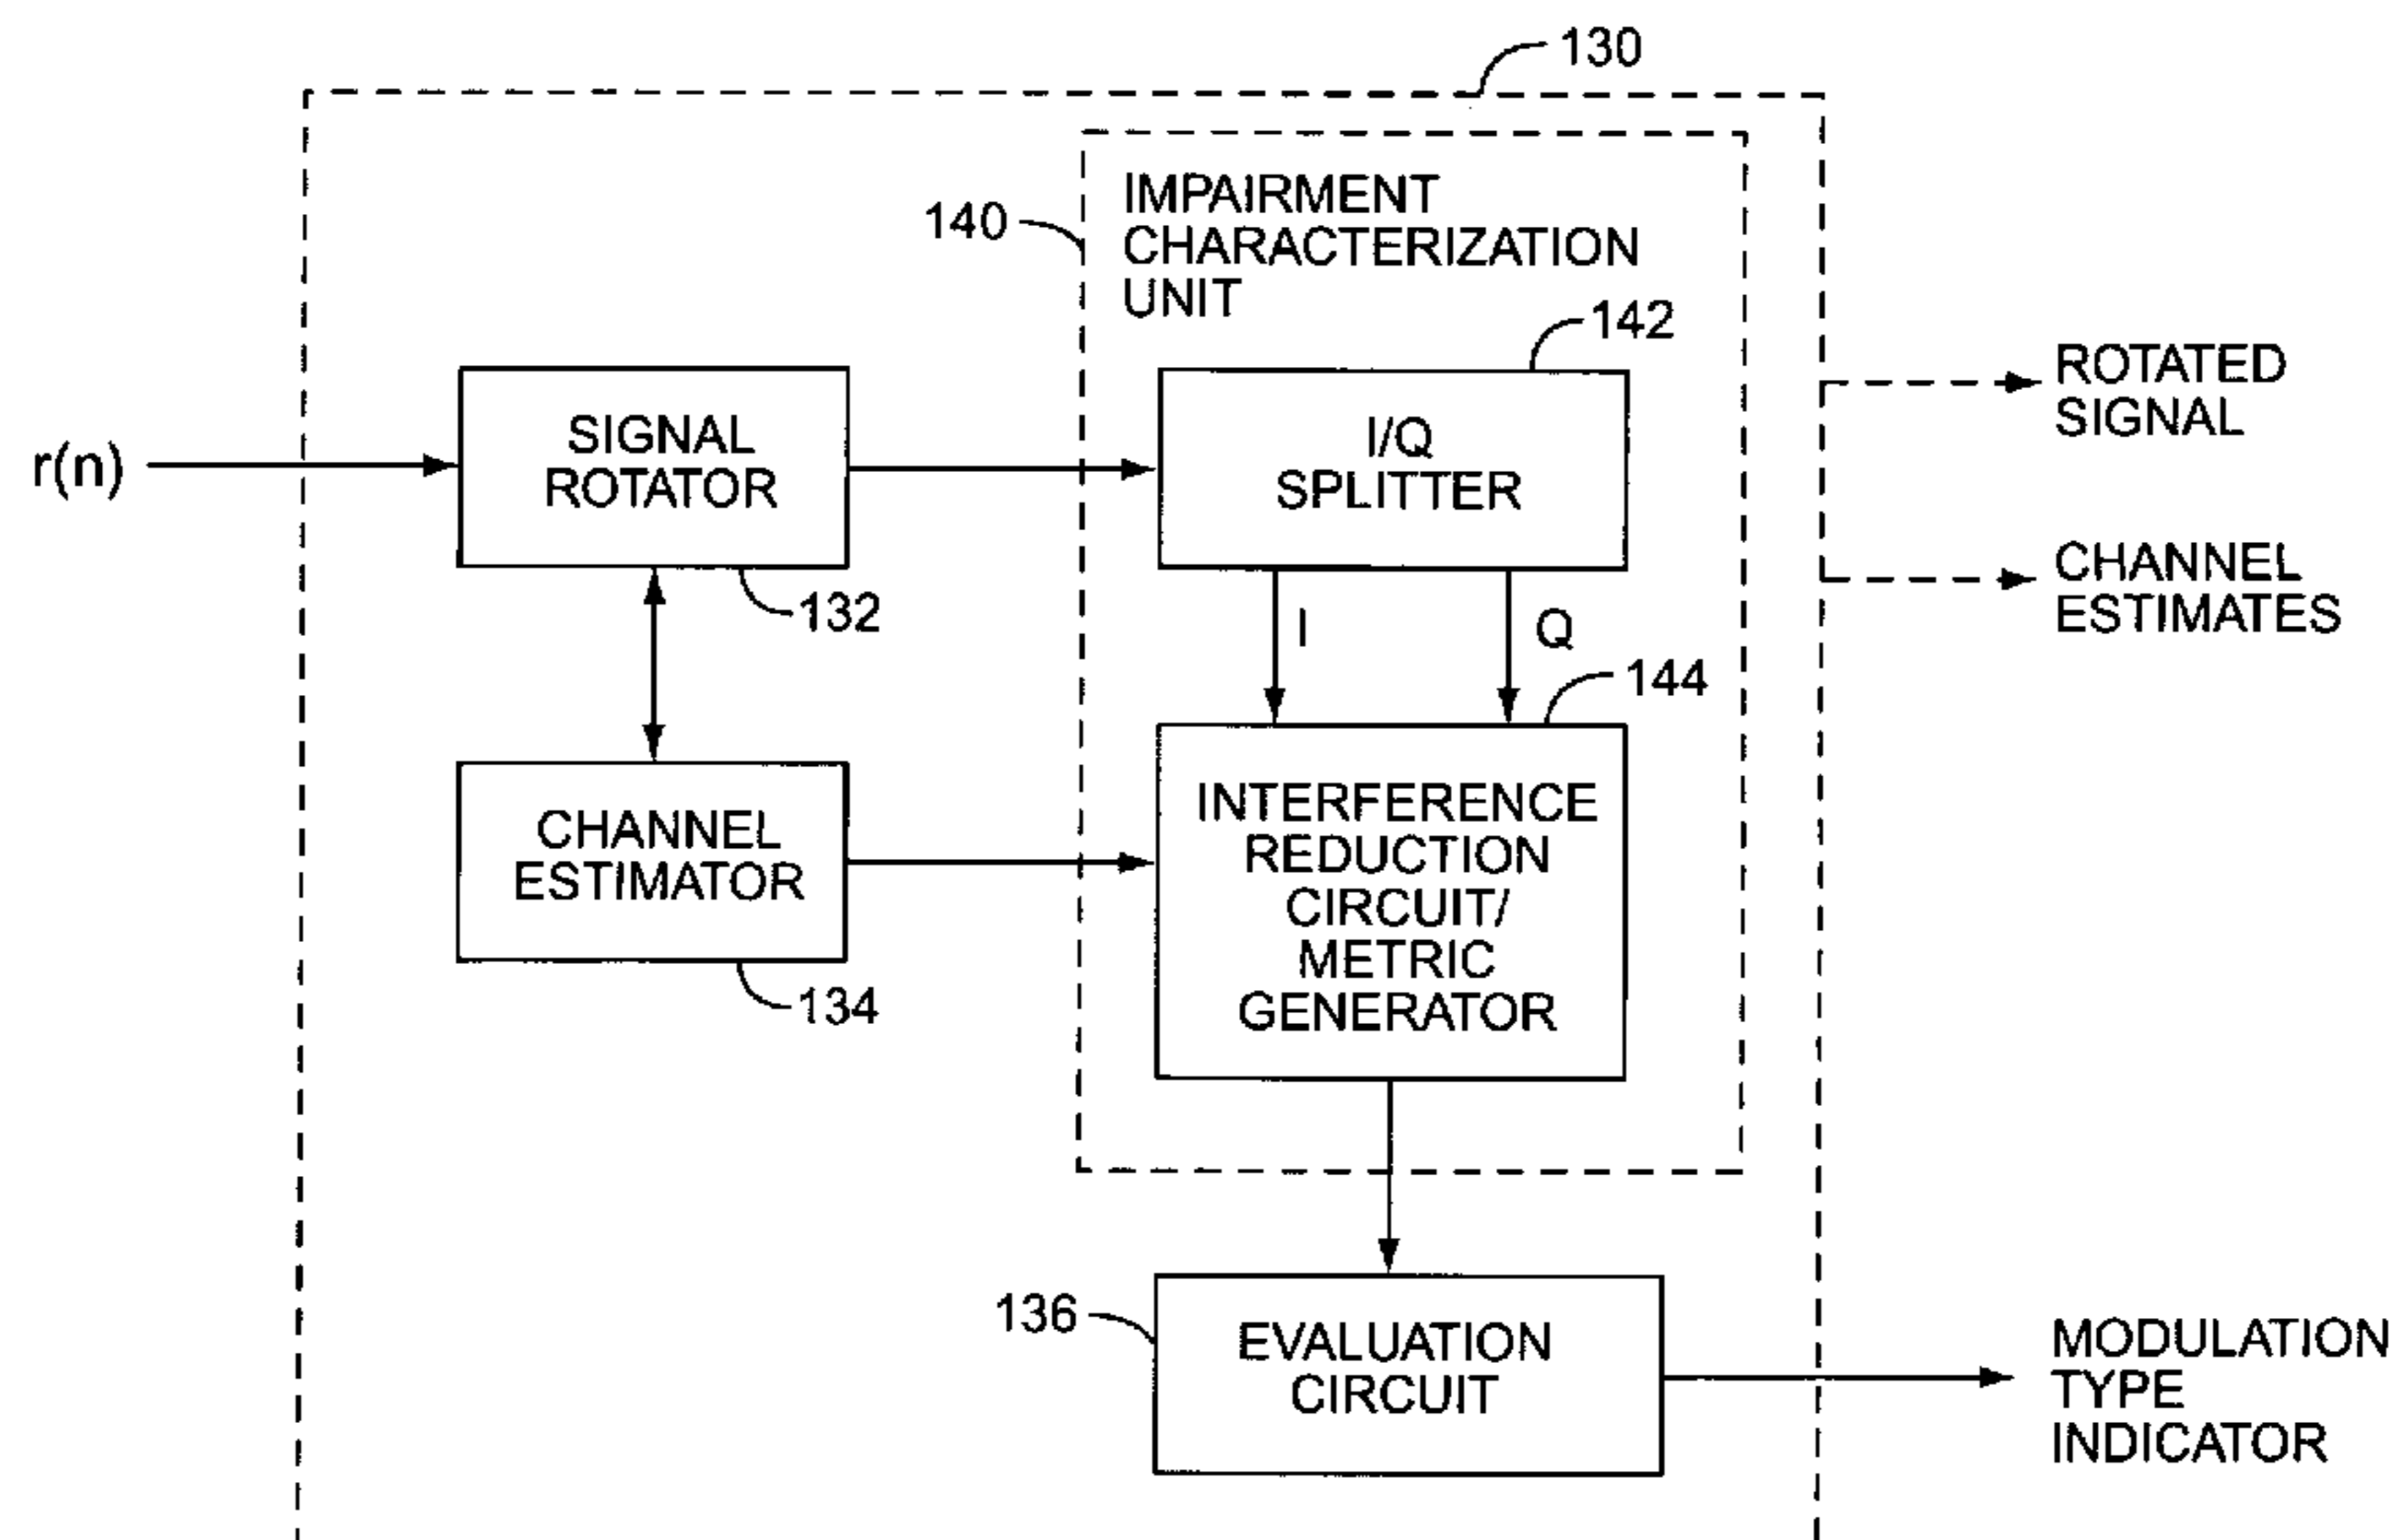 130
IMPAIRMENT
CHARACTERIZATION
UNIT
140
142
ROTATED
SIGNAL
r(n)
SIGNAL
ROTATOR
I/Q
SPLITTER
CHANNEL
ESTIMATES
132
I
Q
144
CHANNEL
ESTIMATOR
INTERFERENCE
REDUCTION
CIRCUIT/
METRIC
GENERATOR
134
136
EVALUATION
CIRCUIT
MODULATION
TYPE
INDICATOR